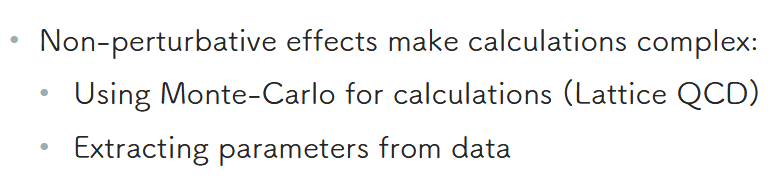 • Non-perturbative effects make calculations complex:
• Using Monte-Carlo for calculations (Lattice QCD)
• Extracting parameters from data